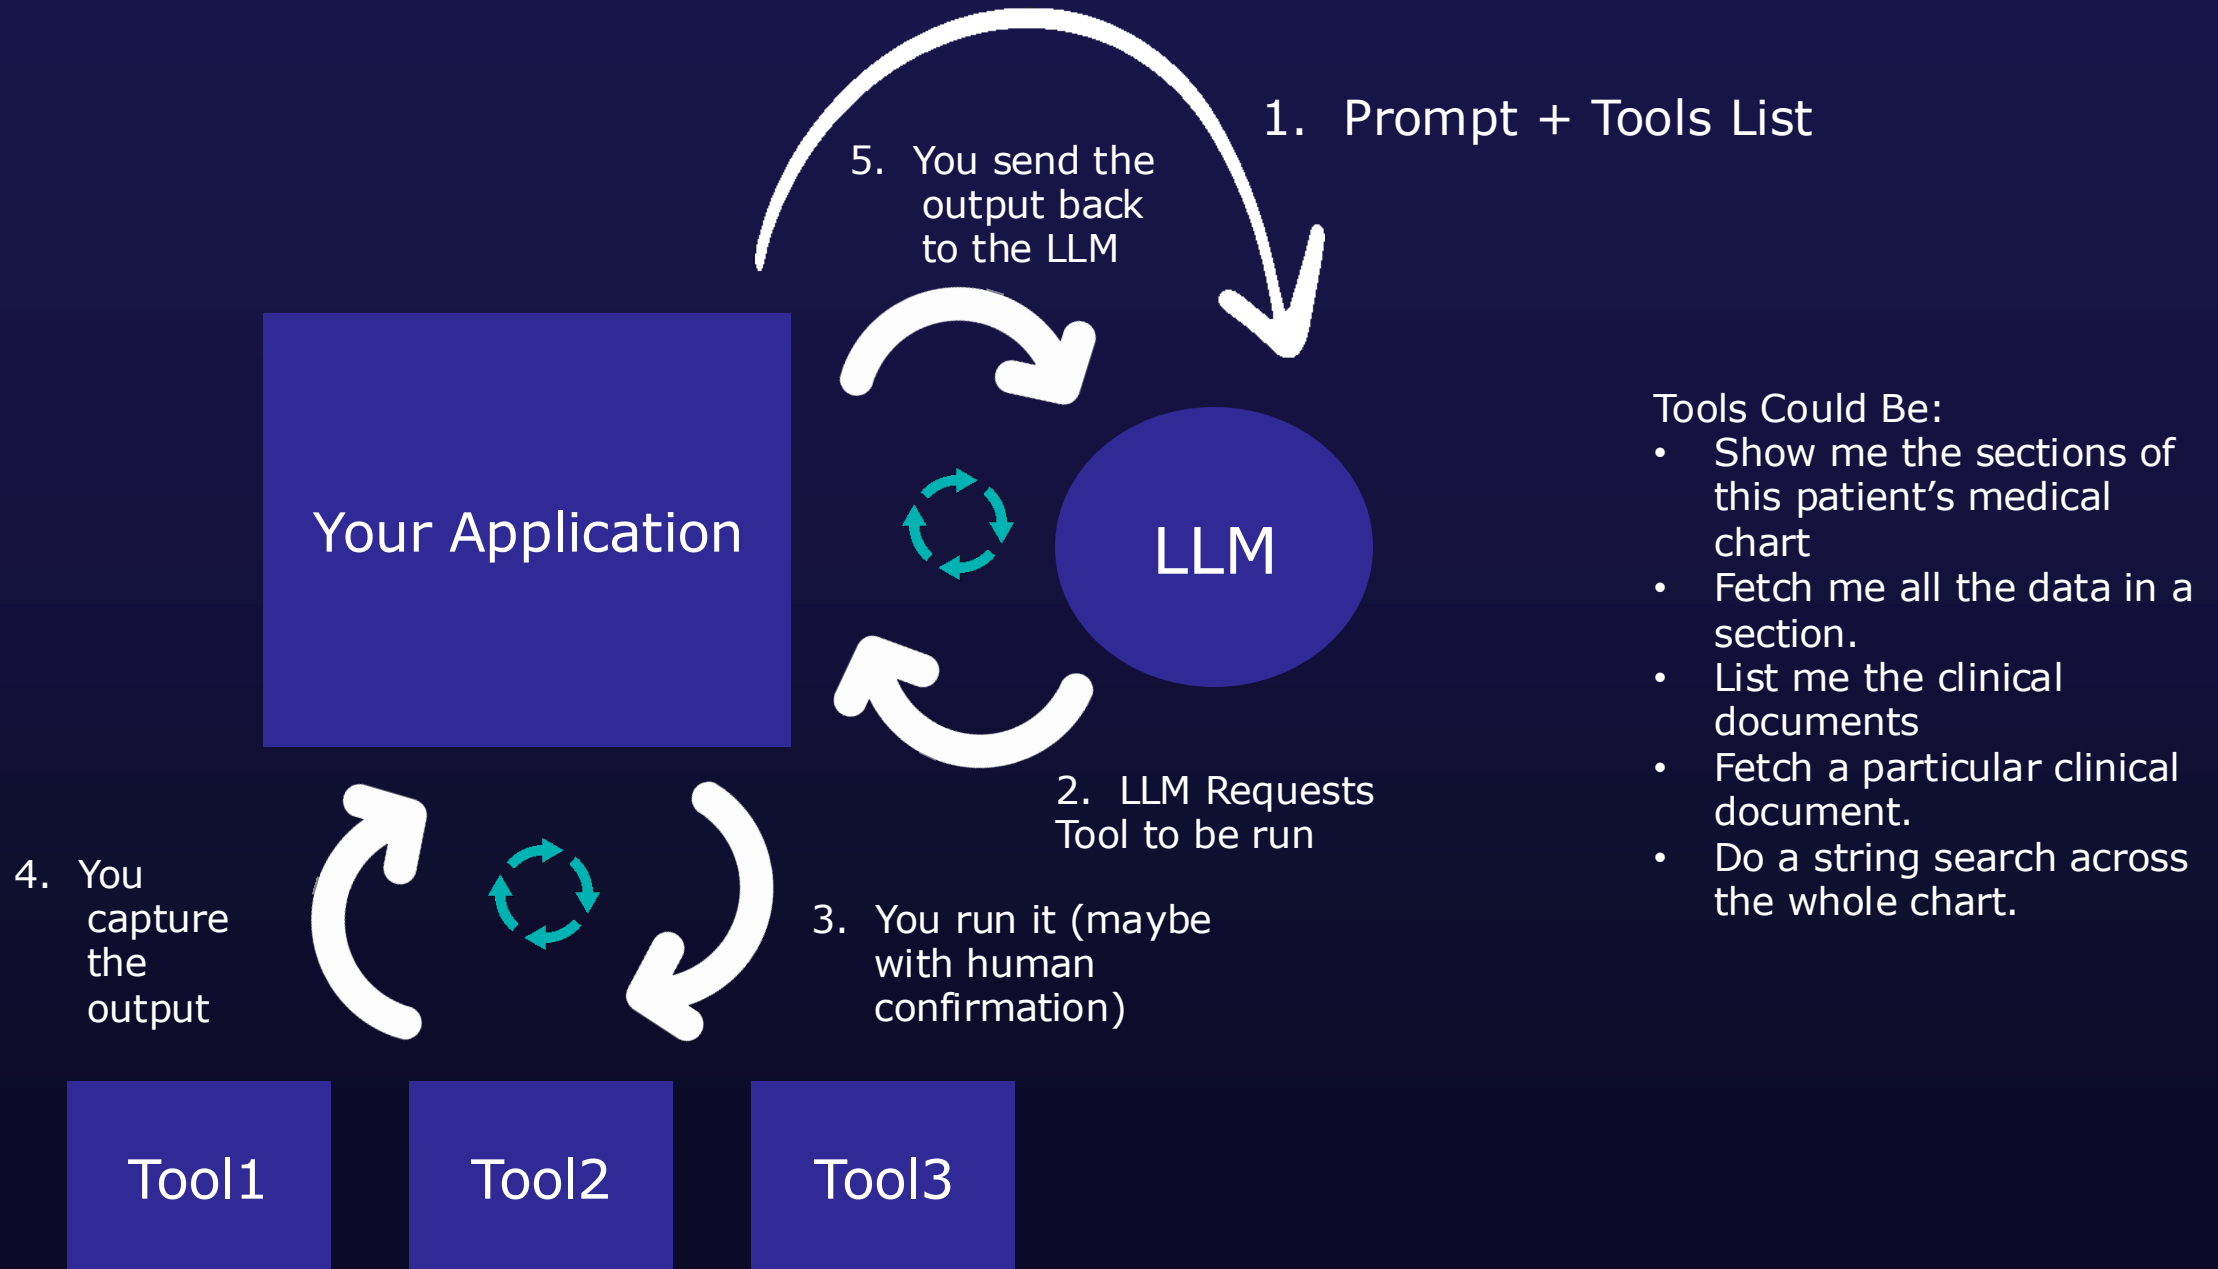 1. Prompt + Tools List
5. You send the
output back
to the LLM
Your Application
LLM
2. LLM Requests
Tool to be run
3. You run it (maybe
with human
confirmation)
4. You
capture
the
output
Tool1
Tool2
Tool3
Tools Could Be:
• Show me the sections of
this patient’s medical
chart
• Fetch me all the data in a
section.
• List me the clinical
documents
• Fetch a particular clinical
document.
• Do a string search across
the whole chart.